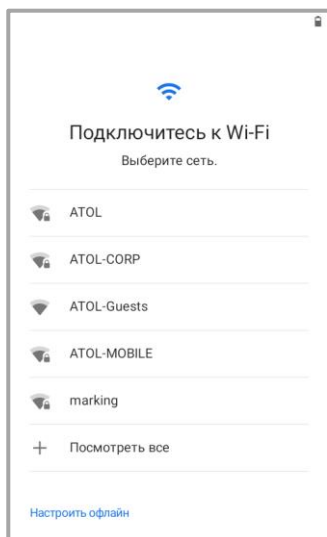 Подключитесь к Wi-Fi
Выберите сеть.
ATOL
ATOL-CORP
ATOL-Guests
ATOL-MOBILE
marking
Посмотреть все
Настроить офлайн